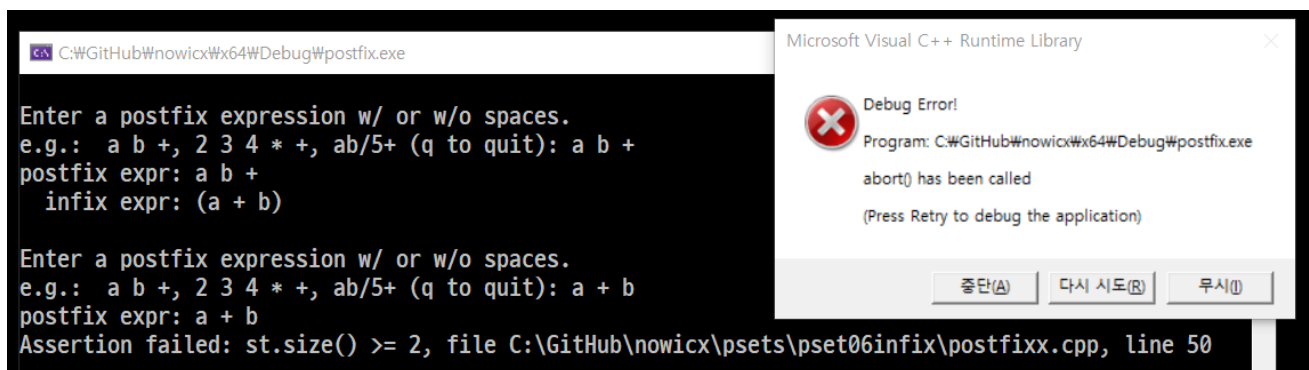 C:\ C:₩GitHub₩nowicx₩x64₩Debug₩postfix.exe
Enter a postfix expression w/ or w/o spaces.
e.g.:  a b +, 2 3 4 * +, ab/5+ (q to quit): a b +
postfix expr: a b +
  infix expr: (a + b)
Enter a postfix expression w/ or w/o spaces.
e.g.:  a b +, 2 3 4 * +, ab/5+ (q to quit): a + b
postfix expr: a + b
Assertion failed: st.size() >= 2, file C:\GitHub\nowicx\psets\pset06infix\postfixx.cpp, line 50
Microsoft Visual C++ Runtime Library
Debug Error!
Program: C:₩GitHub₩nowicx₩x64₩Debug₩postfix.exe
abort() has been called
(Press Retry to debug the application)
중단(A)
다시 시도(R)
무시(I)